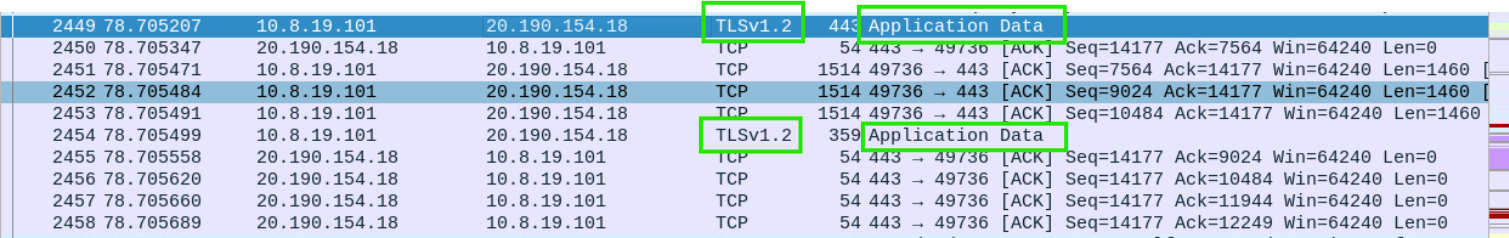 2449 78.705207 10.8.19.101 20.190.154.18 TLSv1.2 443 Application Data
2450 78.705347 20.190.154.18 10.8.19.101 TCP 54 443 → 49736 [ACK] Seq=14177 Ack=7564 Win=64240 Len=0
2451 78.705471 10.8.19.101 20.190.154.18 TCP 1514 49736 → 443 [ACK] Seq=7564 Ack=14177 Win=64240 Len=1460 [
2452 78.705484 10.8.19.101 20.190.154.18 TCP 1514 49736 → 443 [ACK] Seq=9024 Ack=14177 Win=64240 Len=1460 [
2453 78.705491 10.8.19.101 20.190.154.18 TCP 1514 49736 → 443 [ACK] Seq=10484 Ack=14177 Win=64240 Len=1460
2454 78.705499 10.8.19.101 20.190.154.18 TLSv1.2 359 Application Data
2455 78.705558 20.190.154.18 10.8.19.101 TCP 54 443 → 49736 [ACK] Seq=14177 Ack=9024 Win=64240 Len=0
2456 78.705620 20.190.154.18 10.8.19.101 TCP 54 443 → 49736 [ACK] Seq=14177 Ack=10484 Win=64240 Len=0
2457 78.705660 20.190.154.18 10.8.19.101 TCP 54 443 → 49736 [ACK] Seq=14177 Ack=11944 Win=64240 Len=0
2458 78.705689 20.190.154.18 10.8.19.101 TCP 54 443 → 49736 [ACK] Seq=14177 Ack=12249 Win=64240 Len=0